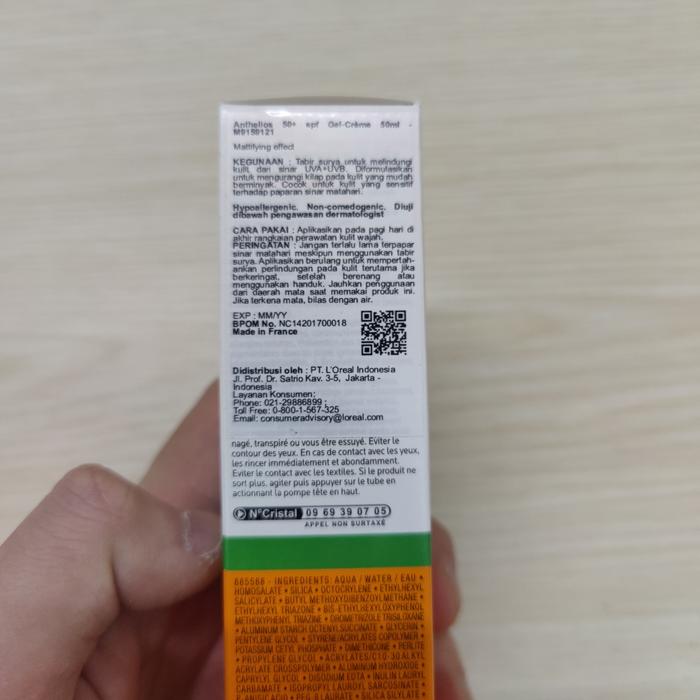 Anthelios 50+ spf Gel-Crème 50ml -
M9150121
Mattifying effect
KEGUNAAN : Tabir surya untuk melindungi
kulit dari sinar UVA+UVB. Diformulasikan
untuk mengurangi kilap pada kulit yang mudah
berminyak. Cocok untuk kulit yang sensitif
terhadap paparan sinar matahari.
Hypoallergenic. Non-comedogenic. Diuji
dibawah pengawasan dermatologist
CARA PAKAI : Aplikasikan pada pagi hari di
akhir rangkaian perawatan kulit wajah.
PERINGATAN : Jangan terlalu lama terpapar
sinar matahari meskipun menggunakan tabir
surya. Aplikasikan berulang untuk mempertah-
ankan perlindungan pada kulit terutama jika
berkeringat, setelah berenang atau
menggunakan handuk. Jauhkan penggunaan
dari daerah mata saat memakai produk ini.
Jika terkena mata, bilas dengan air.
EXP : MM/YY
BPOM No. NC14201700018
Made in France
Didistribusi oleh : PT. L'Oreal Indonesia
Jl. Prof. Dr. Satrio Kav. 3-5, Jakarta -
Indonesia
Layanan Konsumen:
Phone: 021-29886899 ;
Toll Free: 0-800-1-567-325
Email: consumeradvisory@loreal.com
nagé, transpiré ou vous être essuyé. Eviter le
contour des yeux. En cas de contact avec les yeux,
les rincer immédiatement et abondamment.
Eviter le contact avec les textiles. Si le produit ne
sort plus, agiter puis appuyer sur le tube en
actionnant la pompe tête en haut.
N°Cristal 09 69 39 07 05
APPEL NON SURTAXÉ
685568 - INGREDIENTS: AQUA / WATER / EAU •
HOMOSALATE • SILICA • OCTOCRYLENE • ETHYLHEXYL
SALICYLATE • BUTYL METHOXYDIBENZOYLMETHANE •
ETHYLHEXYL TRIAZONE • BIS-ETHYLHEXYLOXYPHENOL
METHOXYPHENYL TRIAZINE • DROMETRIZOLE TRISILOXANE
• ALUMINUM STARCH OCTENYLSUCCINATE • GLYCERIN •
PENTYLENE GLYCOL • STYRENE/ACRYLATES COPOLYMER •
POTASSIUM CETYL PHOSPHATE • DIMETHICONE • PERLITE
• PROPYLENE GLYCOL • ACRYLATES/C10-30 ALKYL
ACRYLATE CROSSPOLYMER • ALUMINUM HYDROXIDE •
CAPRYLYL GLYCOL • DISODIUM EDTA • INULIN LAURYL
CARBAMATE • ISOPROPYL LAUROYL SARCOSINATE •
P-ANISIC ACID • PEG-8 LAURATE • SILICA SILYLATE •